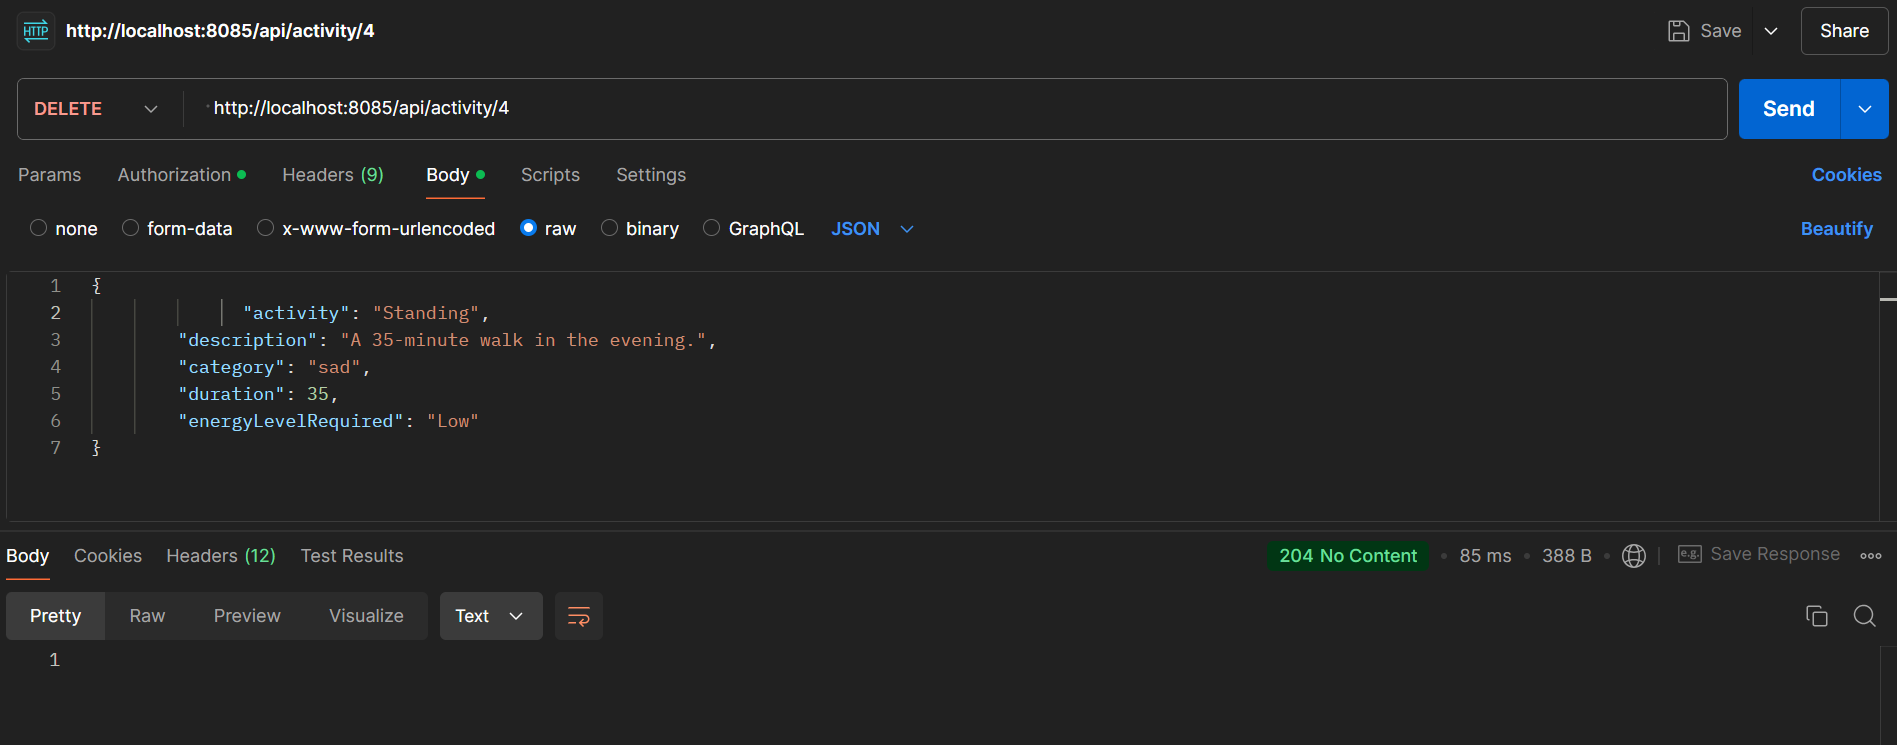 HTTP http://localhost:8085/api/activity/4 Save Share
DELETE http://localhost:8085/api/activity/4 Send
Params Authorization Headers (9) Body Scripts Settings Cookies
none form-data x-www-form-urlencoded raw binary GraphQL JSON Beautify
1 {
2 "activity": "Standing",
3 "description": "A 35-minute walk in the evening.",
4 "category": "sad",
5 "duration": 35,
6 "energyLevelRequired": "Low"
7 }
Body Cookies Headers (12) Test Results 204 No Content • 85 ms • 388 B • e.g. Save Response
Pretty Raw Preview Visualize Text
1